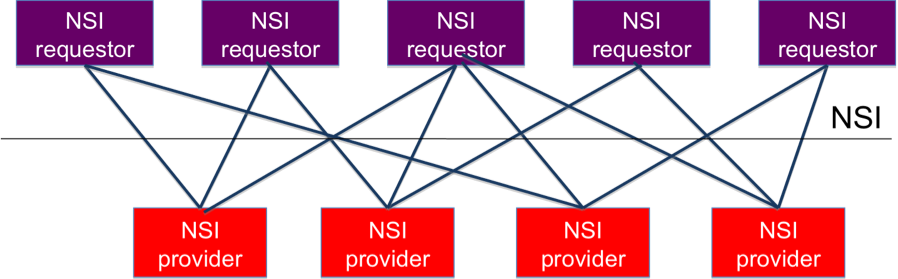 NSI
requestor
NSI
requestor
NSI
requestor
NSI
requestor
NSI
requestor
NSI
NSI
provider
NSI
provider
NSI
provider
NSI
provider